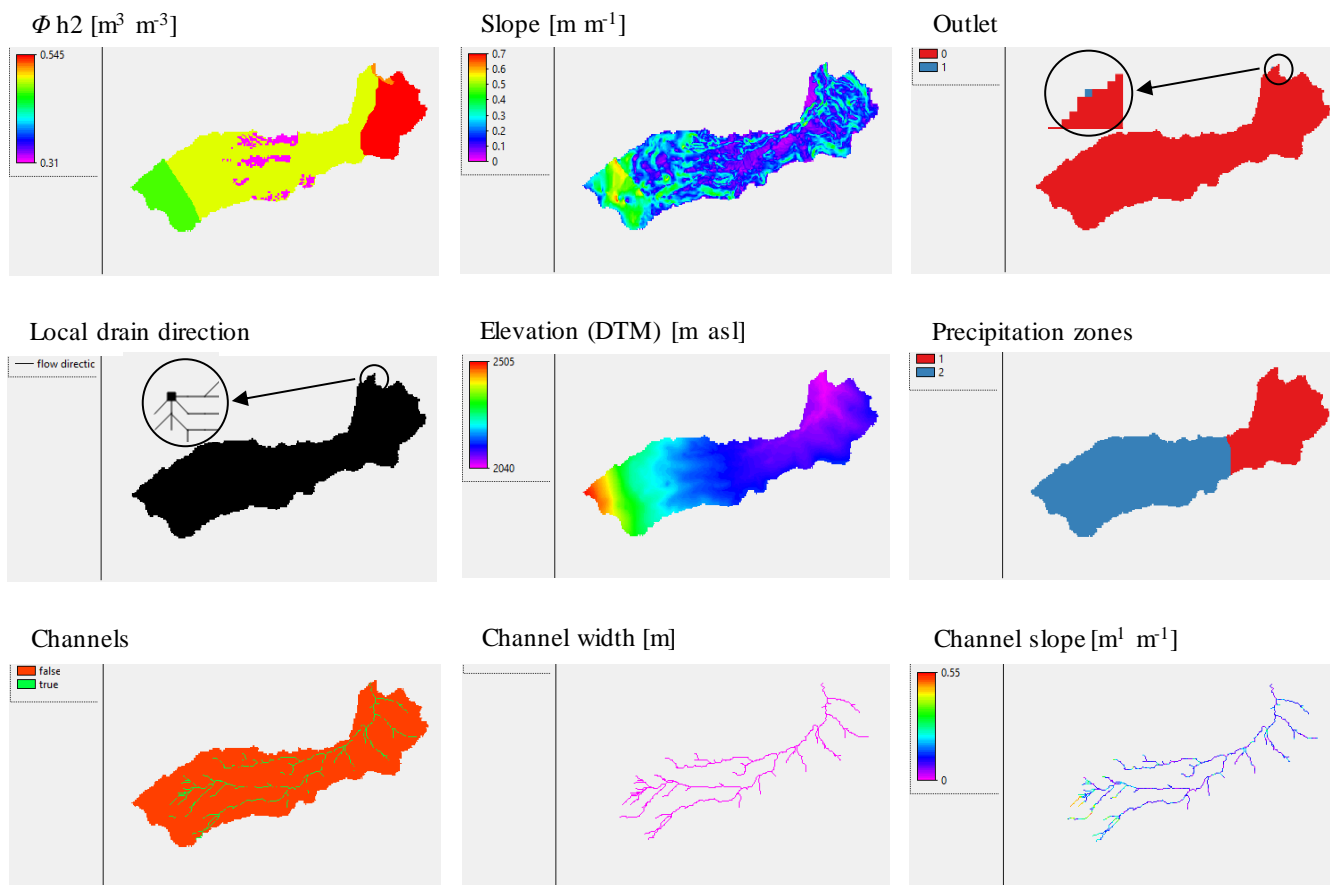 Φ h2 [m³ m⁻³]
0.545
0.31
Slope [m m⁻¹]
0.7
0.6
0.5
0.4
0.3
0.2
0.1
0
Outlet
0
1
Local drain direction
flow directic
Elevation (DTM) [m asl]
2505
2040
Precipitation zones
1
2
Channels
false
true
Channel width [m]
Channel slope [m¹ m⁻¹]
0.55
0